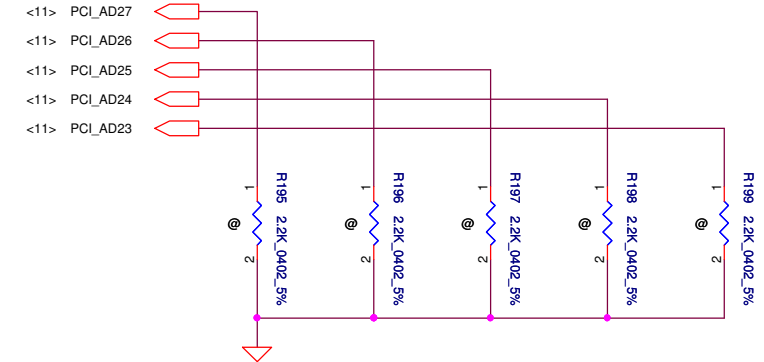 <11> PCI_AD27
<11> PCI_AD26
<11> PCI_AD25
<11> PCI_AD24
<11> PCI_AD23
1
R195
2.2K_0402_5%
@
2
1
R196
2.2K_0402_5%
@
2
1
R197
2.2K_0402_5%
@
2
1
R198
2.2K_0402_5%
@
2
1
R199
2.2K_0402_5%
@
2